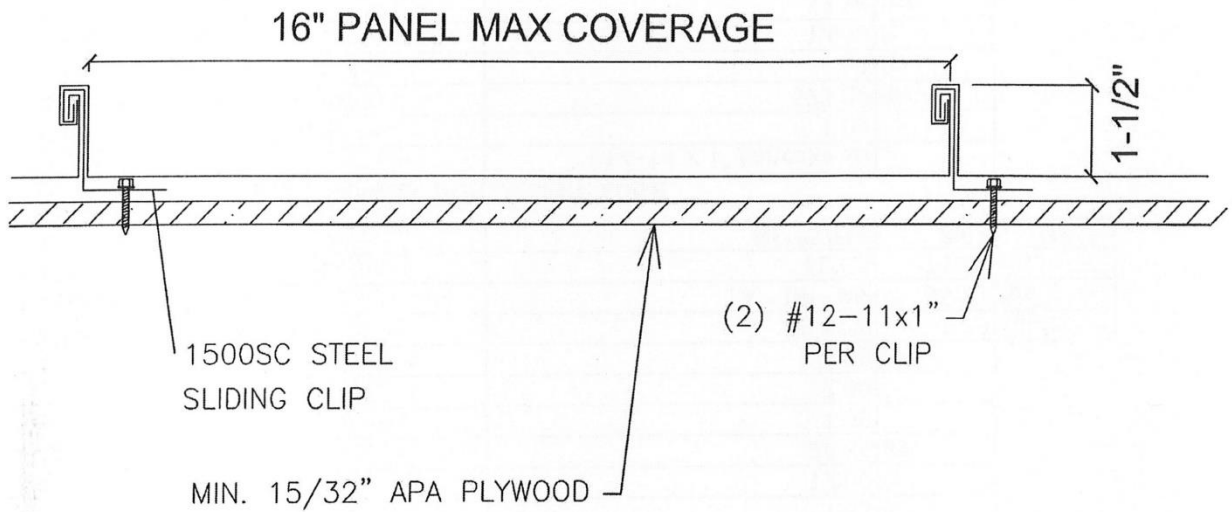 16" PANEL MAX COVERAGE
1-1/2"
(2) #12-11x1"
PER CLIP
1500SC STEEL
SLIDING CLIP
MIN. 15/32" APA PLYWOOD